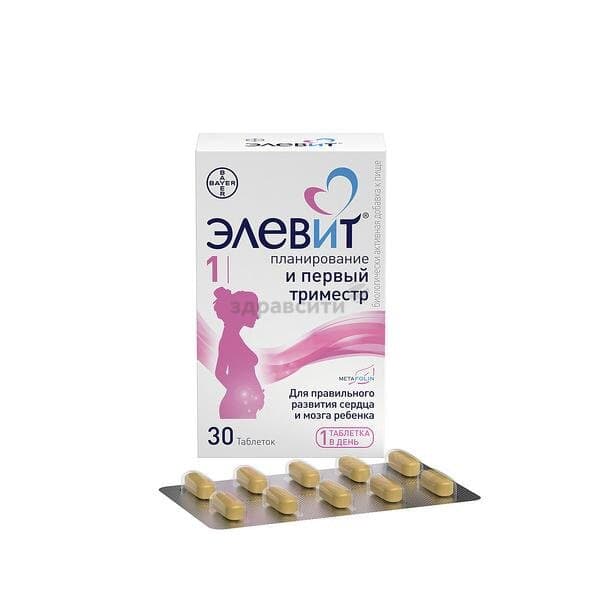 BAYER
BAYER
ЭЛЕВИТ®
планирование
1 и первый
триместр
здравсити
METAFOLIN
Для правильного
развития сердца
и мозга ребенка
30 Таблеток
1 ТАБЛЕТКА
В ДЕНЬ
биологически активная добавка к пище